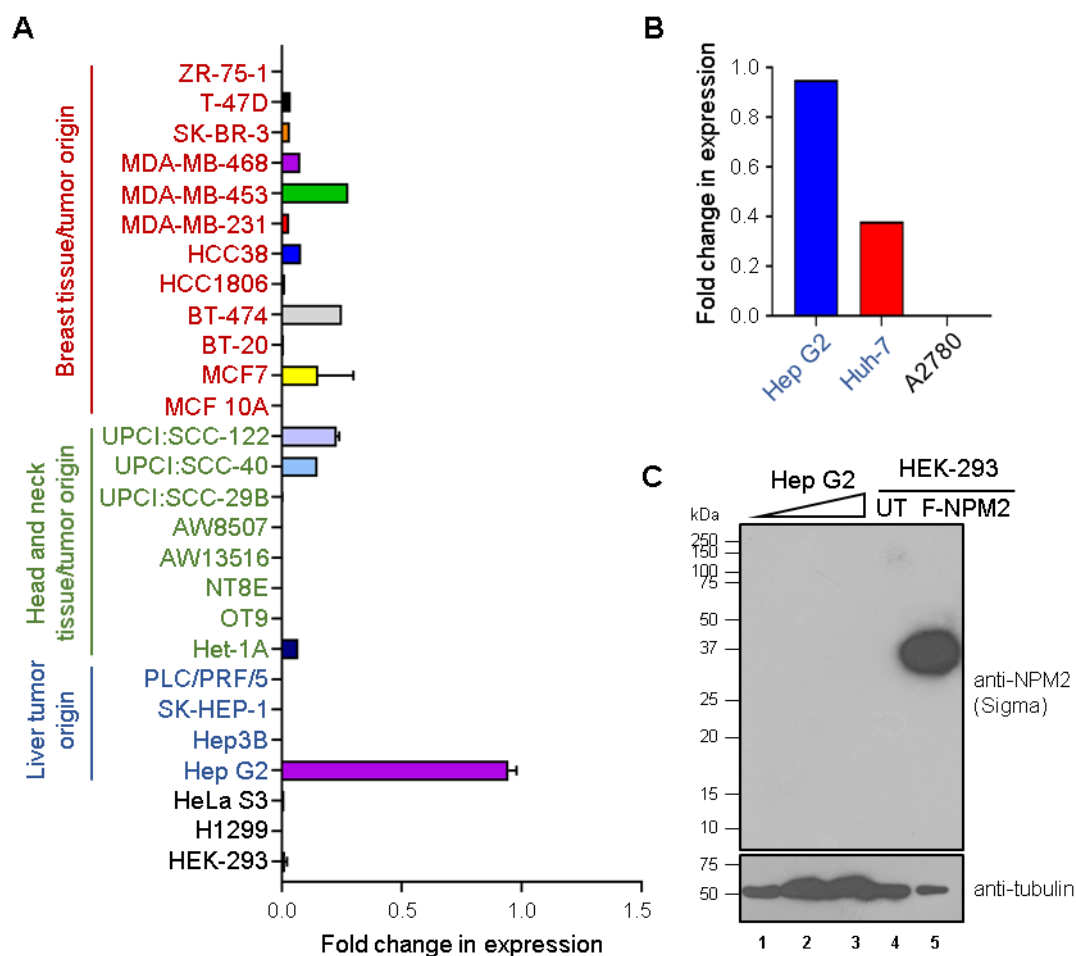 A
Breast tissue/tumor origin
ZR-75-1
T-47D
SK-BR-3
MDA-MB-468
MDA-MB-453
MDA-MB-231
HCC38
HCC1806
BT-474
BT-20
MCF7
MCF 10A
Head and neck
tissue/tumor origin
UPCI:SCC-122
UPCI:SCC-40
UPCI:SCC-29B
AW8507
AW13516
NT8E
OT9
Het-1A
Liver tumor
origin
PLC/PRF/5
SK-HEP-1
Hep3B
Hep G2
HeLa S3
H1299
HEK-293
0.0 0.5 1.0 1.5
Fold change in expression
B
Fold change in expression
1.0
0.8
0.6
0.4
0.2
0.0
Hep G2
Huh-7
A2780
C
Hep G2
HEK-293
UT F-NPM2
kDa
250
150
100
75
50
37
25
20
15
10
anti-NPM2
(Sigma)
75
50
anti-tubulin
1 2 3 4 5